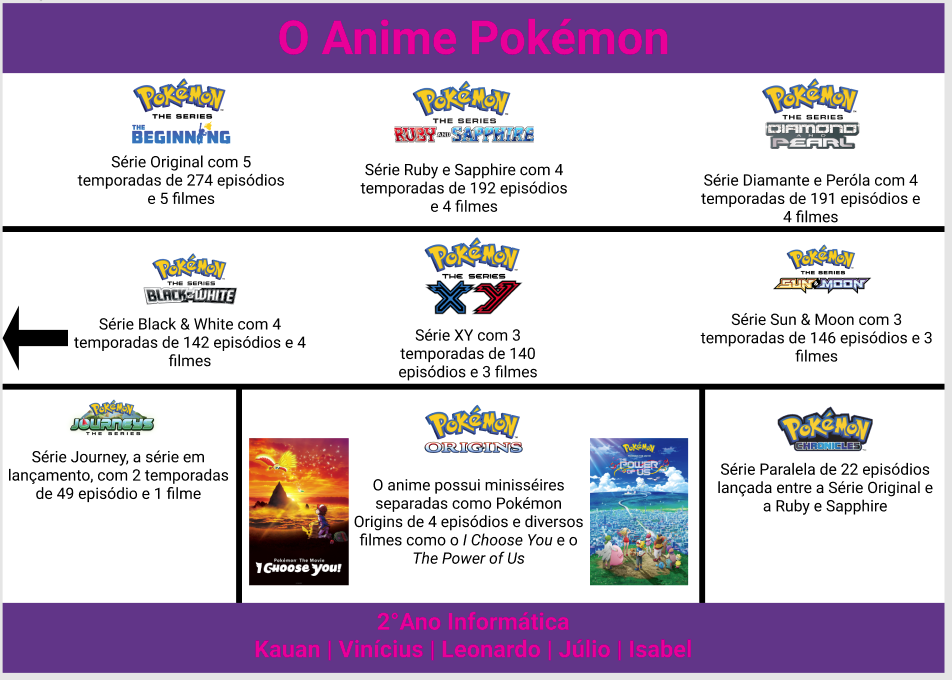 O Anime Pokémon
POKÉMON
THE SERIES
THE
BEGINNING
Série Original com 5
temporadas de 274 episódios
e 5 filmes
POKÉMON
THE SERIES
RUBY AND SAPPHIRE
Série Ruby e Sapphire com 4
temporadas de 192 episódios
e 4 filmes
POKÉMON
THE SERIES
DIAMOND
AND
PEARL
Série Diamante e Peróla com 4
temporadas de 191 episódios e
4 filmes
POKÉMON
THE SERIES
BLACK & WHITE
Série Black & White com 4
temporadas de 142 episódios e 4
filmes
POKÉMON
THE SERIES
XY
Série XY com 3
temporadas de 140
episódios e 3 filmes
POKÉMON
THE SERIES
SUN & MOON
Série Sun & Moon com 3
temporadas de 146 episódios e 3
filmes
POKÉMON
JOURNEYS
THE SERIES
Série Journey, a série em
lançamento, com 2 temporadas
de 49 episódio e 1 filme
Pokémon: The Movie
I CHOOSE YOU!
POKÉMON
ORIGINS
O anime possui minisséires
separadas como Pokémon
Origins de 4 episódios e diversos
filmes como o I Choose You e o
The Power of Us
POKÉMON
POWER
OF US
POKÉMON
CHRONICLES
Série Paralela de 22 episódios
lançada entre a Série Original e
a Ruby e Sapphire
2°Ano Informática
Kauan | Vinícius | Leonardo | Júlio | Isabel